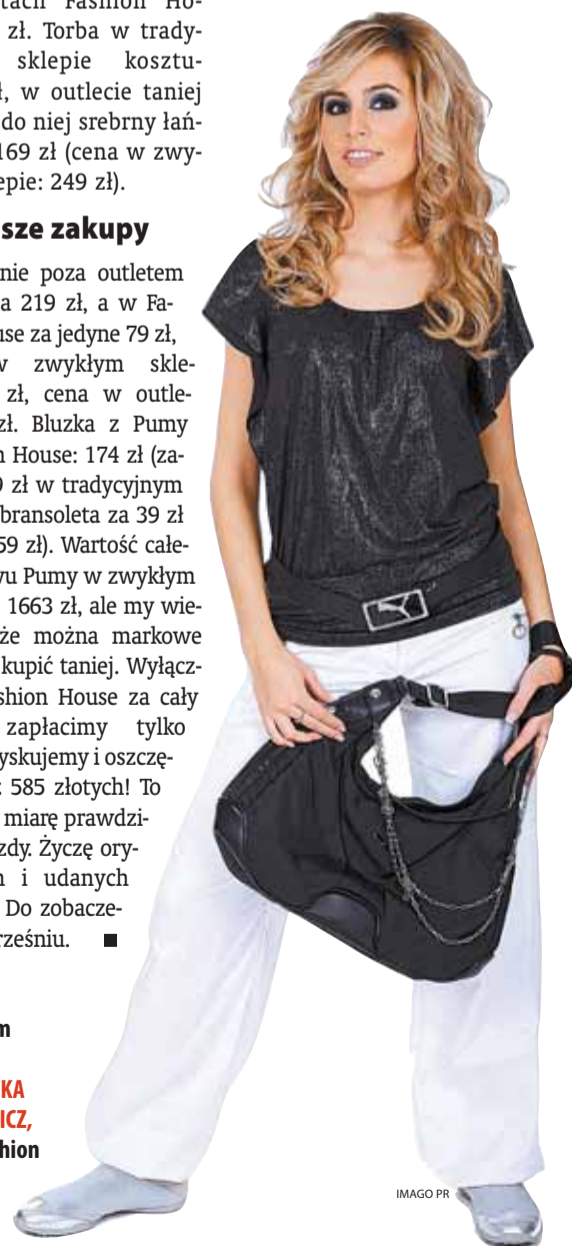 tach Fashion Ho-
zł. Torba w trady-
sklepie kosztu-
, w outlecie taniej
do niej srebrny łań-
169 zł (cena w zwy-
epie: 249 zł).
sze zakupy
nie poza outletem
a 219 zł, a w Fa-
use za jedyne 79 zł,
w zwykłym skle-
zł, cena w outle-
zł. Bluzka z Pumy
n House: 174 zł (za-
9 zł w tradycyjnym
bransoleta za 39 zł
59 zł). Wartość całe-
wu Pumy w zwykłym
1663 zł, ale my wie-
że można markowe
kupić taniej. Wyłącz-
shion House za cały
zapłacimy tylko
yskujemy i oszczę-
585 złotych! To
miarę prawdzi-
zdy. Życzę ory-
i udanych
Do zobacze-
rześniu. ■
m
KA
ICZ,
hion
IMAGO PR